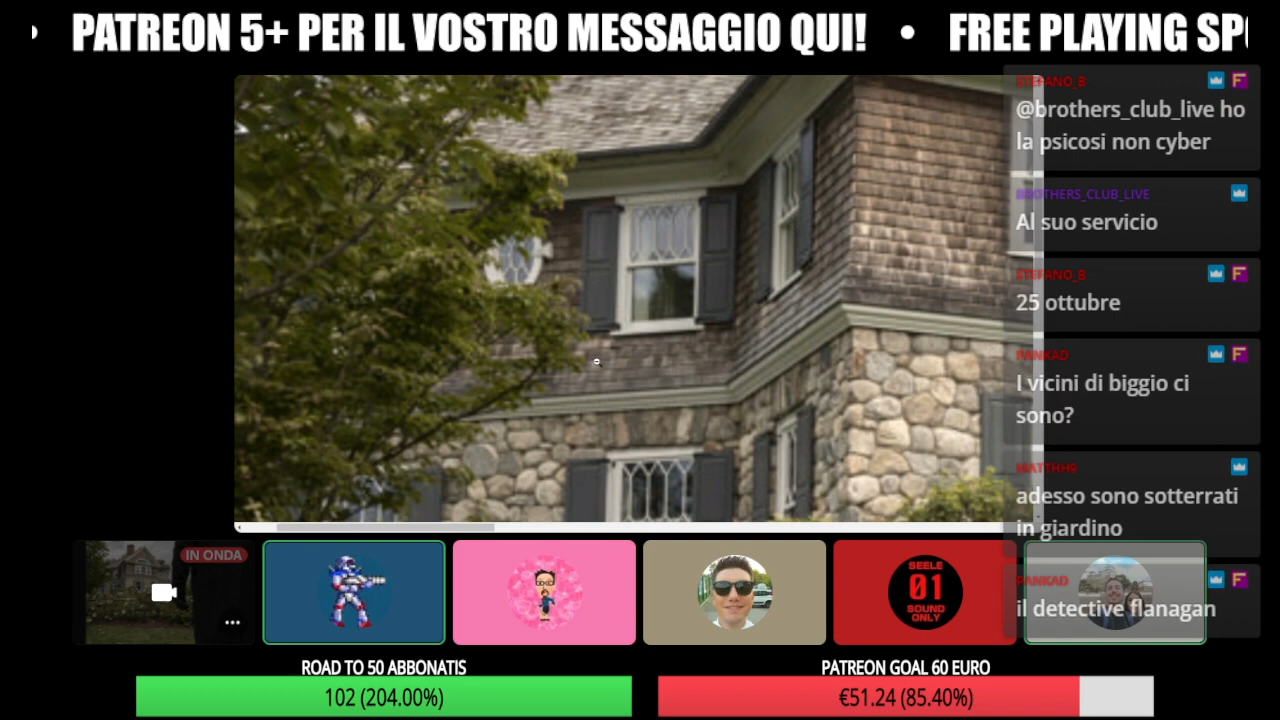 PATREON 5+ PER IL VOSTRO MESSAGGIO QUI! • FREE PLAYING
STEFANO_B
@brothers_club_live ho
la psicosi non cyber
BROTHERS_CLUB_LIVE
Al suo servicio
STEFANO_B
25 ottubre
PANKAD
I vicini di biggio ci
sono?
MATTHH9
adesso sono sotterrati
in giardino
PANKAD
il detective flanagan
IN ONDA
SEELE
01
SOUND
ONLY
ROAD TO 50 ABBONATIS
102 (204.00%)
PATREON GOAL 60 EURO
€51.24 (85.40%)